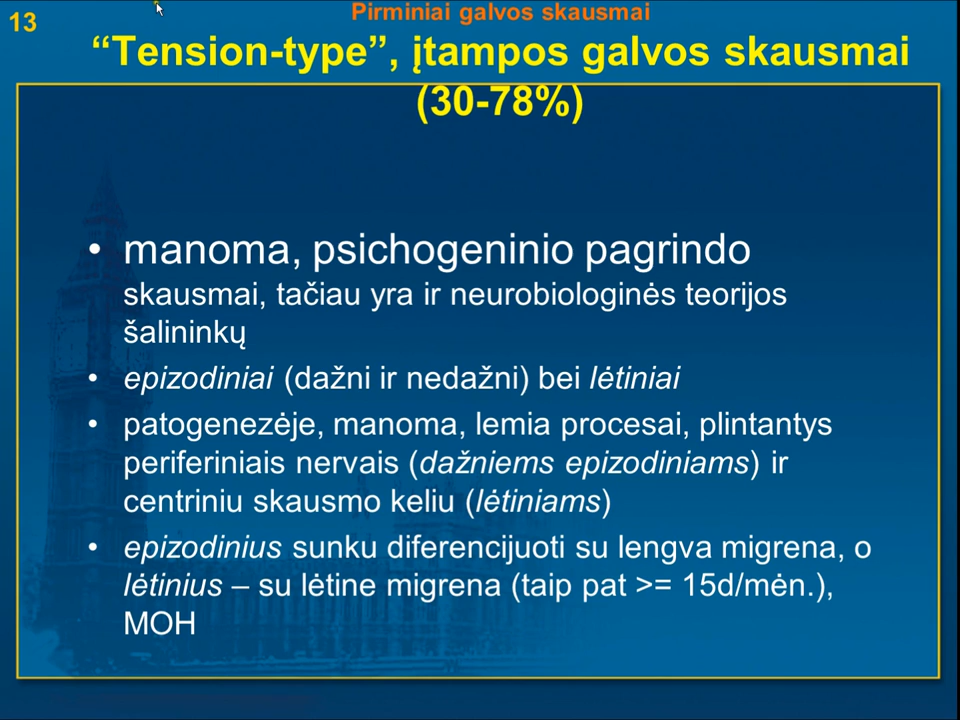 13
Pirminiai galvos skausmai
“Tension-type”, įtampos galvos skausmai
(30-78%)
• manoma, psichogeninio pagrindo
skausmai, tačiau yra ir neurobiologinės teorijos
šalininkų
• epizodiniai (dažni ir nedažni) bei lėtiniai
• patogenezėje, manoma, lemia procesai, plintantys
periferiniais nervais (dažniems epizodiniams) ir
centriniu skausmo keliu (lėtiniams)
• epizodinius sunku diferencijuoti su lengva migrena, o
lėtinius – su lėtine migrena (taip pat >= 15d/mėn.),
MOH